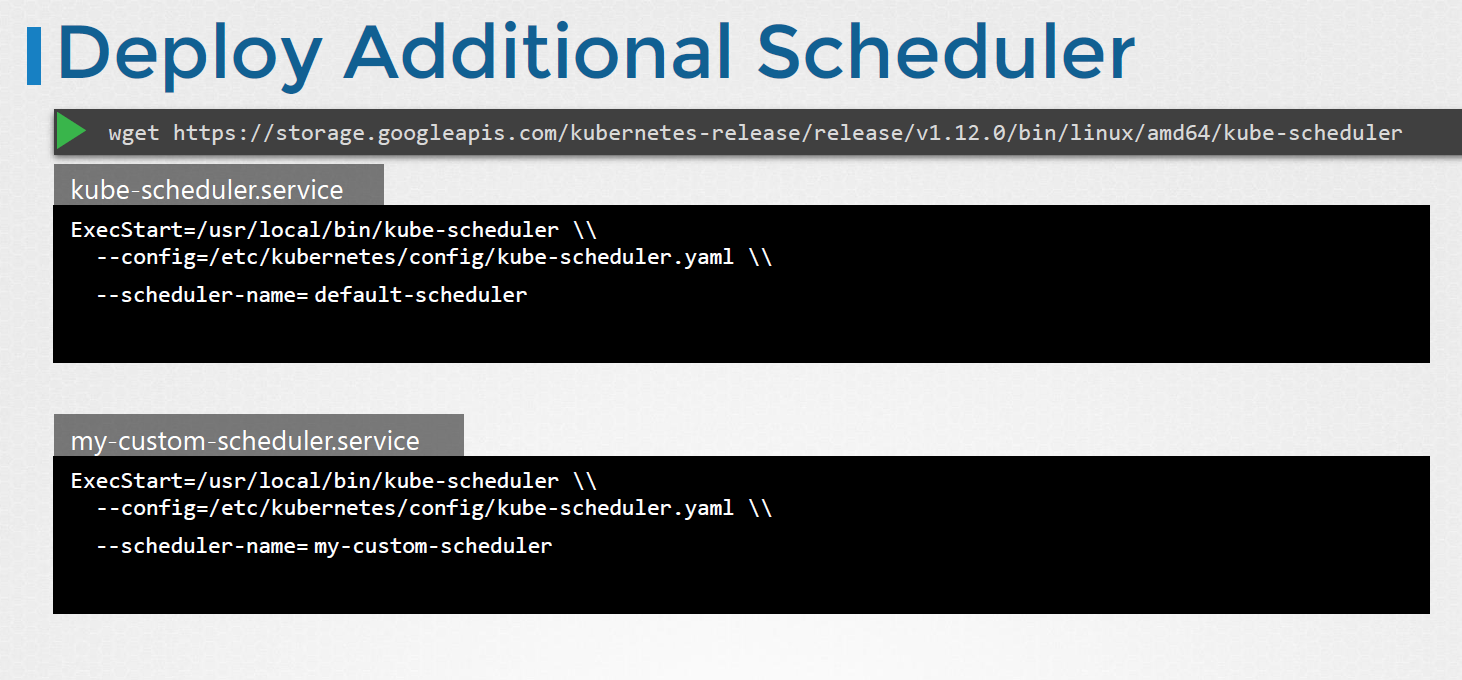 Deploy Additional Scheduler
wget https://storage.googleapis.com/kubernetes-release/release/v1.12.0/bin/linux/amd64/kube-scheduler
kube-scheduler.service
ExecStart=/usr/local/bin/kube-scheduler \\
--config=/etc/kubernetes/config/kube-scheduler.yaml \\
--scheduler-name= default-scheduler
my-custom-scheduler.service
ExecStart=/usr/local/bin/kube-scheduler \\
--config=/etc/kubernetes/config/kube-scheduler.yaml \\
--scheduler-name= my-custom-scheduler